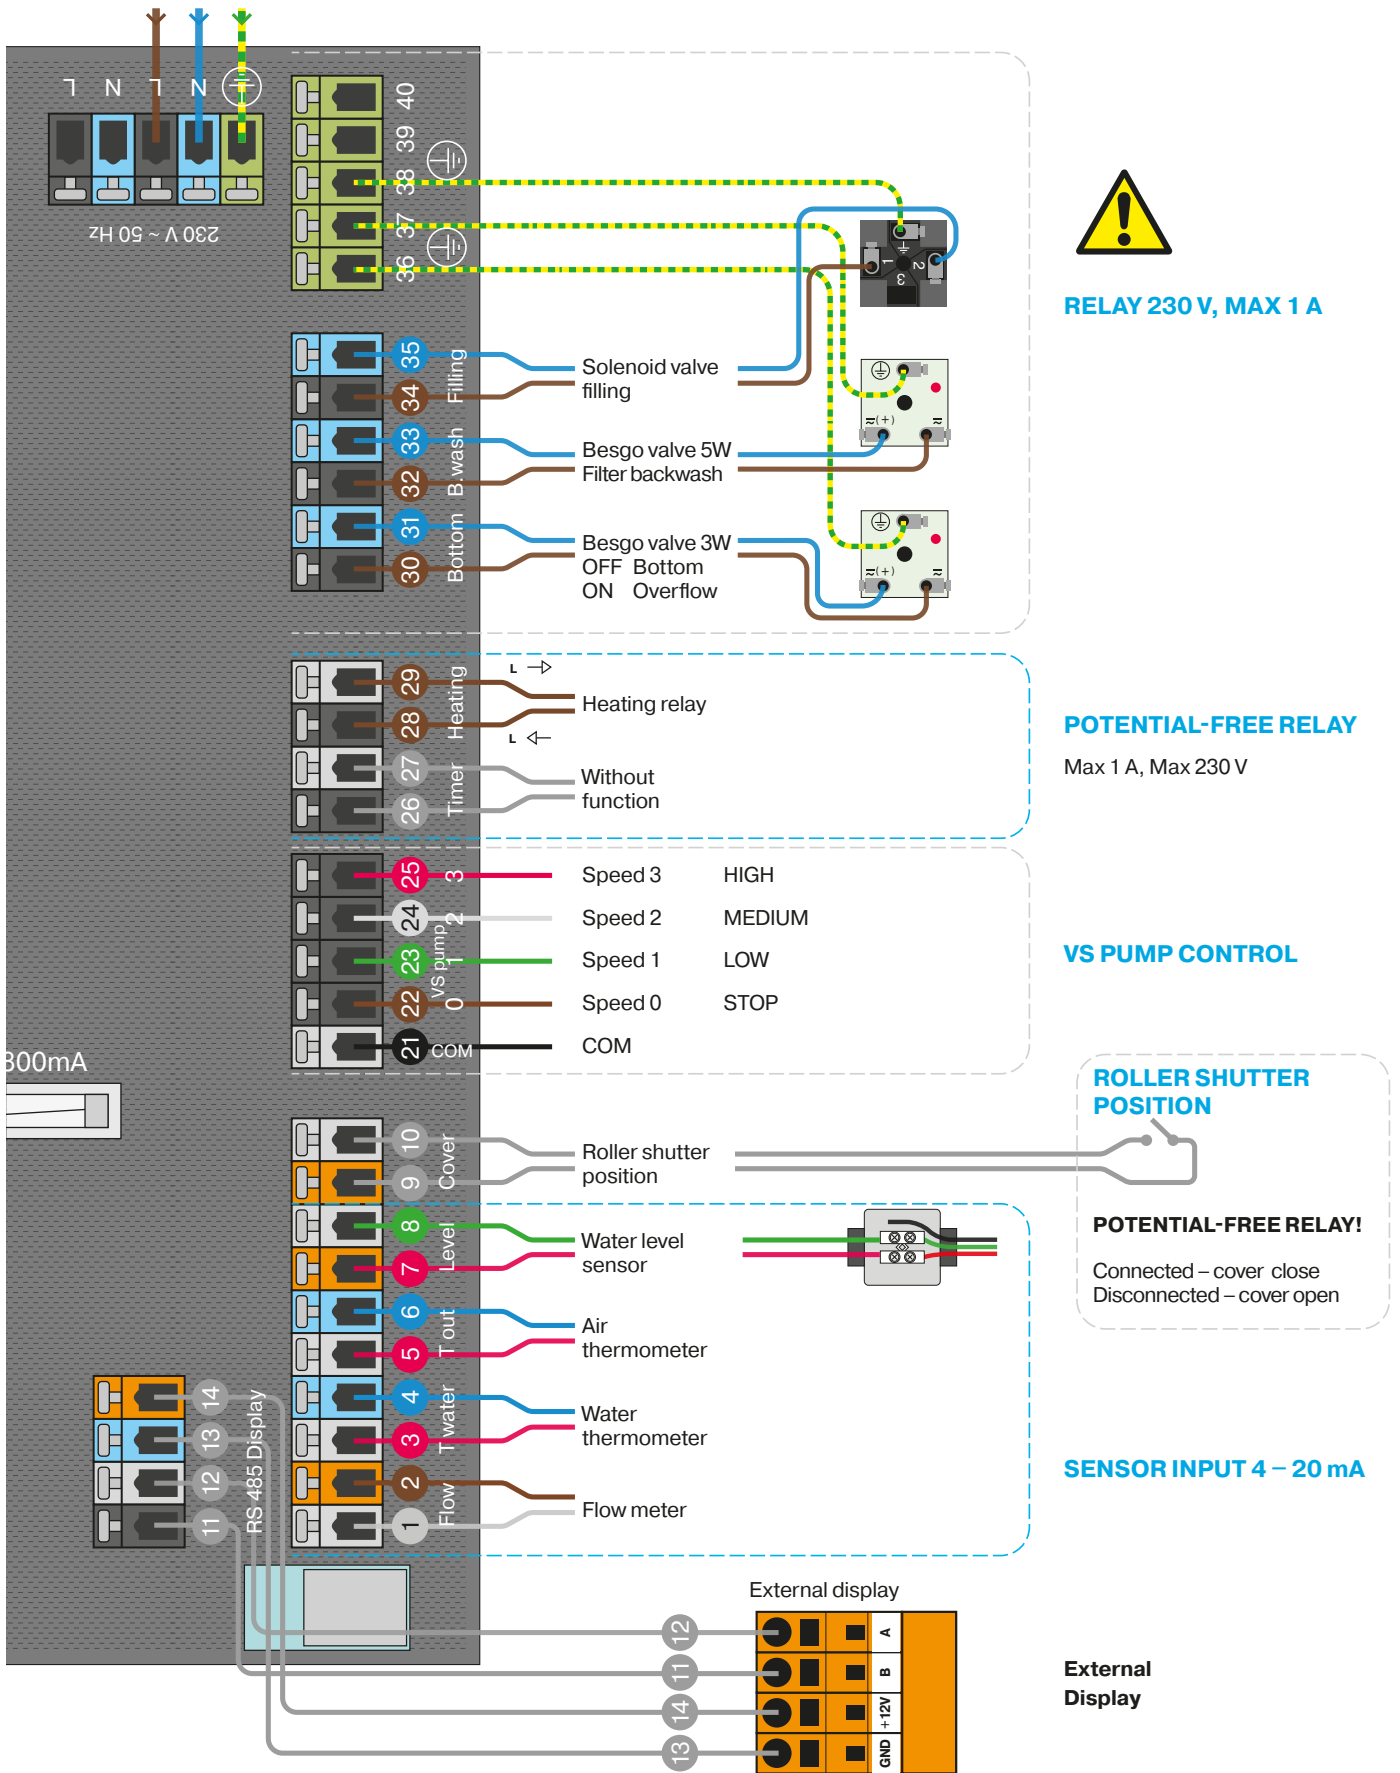 L N L N
230 V ~ 50 Hz
40
39
38
37
36
35
34
Filling
33
32
B.wash
31
30
Bottom
Solenoid valve
filling
Besgo valve 5W
Filter backwash
Besgo valve 3W
OFF Bottom
ON Overflow
1
2
3
≂(+)
≂
≂(+)
≂
RELAY 230 V, MAX 1 A
29
28
Heating
27
26
Timer
L
Heating relay
L
Without
function
POTENTIAL-FREE RELAY
Max 1 A, Max 230 V
25 3
24 2
23 1
22 0
21 COM
VS pump
Speed 3 HIGH
Speed 2 MEDIUM
Speed 1 LOW
Speed 0 STOP
COM
VS PUMP CONTROL
300mA
10
9
Cover
Roller shutter
position
ROLLER SHUTTER
POSITION
POTENTIAL-FREE RELAY!
Connected – cover close
Disconnected – cover open
8
7
Level
Water level
sensor
6
5
T out
Air
thermometer
4
3
T water
Water
thermometer
2
1
Flow
Flow meter
SENSOR INPUT 4 – 20 mA
14
13
12
11
RS 485 Display
External display
12 A
11 B
14 +12V
13 GND
External
Display